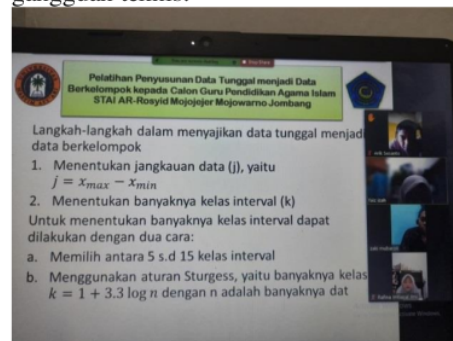 Pelatihan Penyusunan Data Tunggal menjadi Data
Berkelompok kepada Calon Guru Pendidikan Agama Islam
STAI AR-Rosyid Mojojejer Mojowarno Jombang
Langkah-langkah dalam menyajikan data tunggal menjadi
data berkelompok
1. Menentukan jangkauan data (j), yaitu
j = x_max − x_min
2. Menentukan banyaknya kelas interval (k)
Untuk menentukan banyaknya kelas interval dapat
dilakukan dengan dua cara:
a. Memilih antara 5 s.d 15 kelas interval
b. Menggunakan aturan Sturgess, yaitu banyaknya kelas
k = 1 + 3.3 log n dengan n adalah banyaknya dat